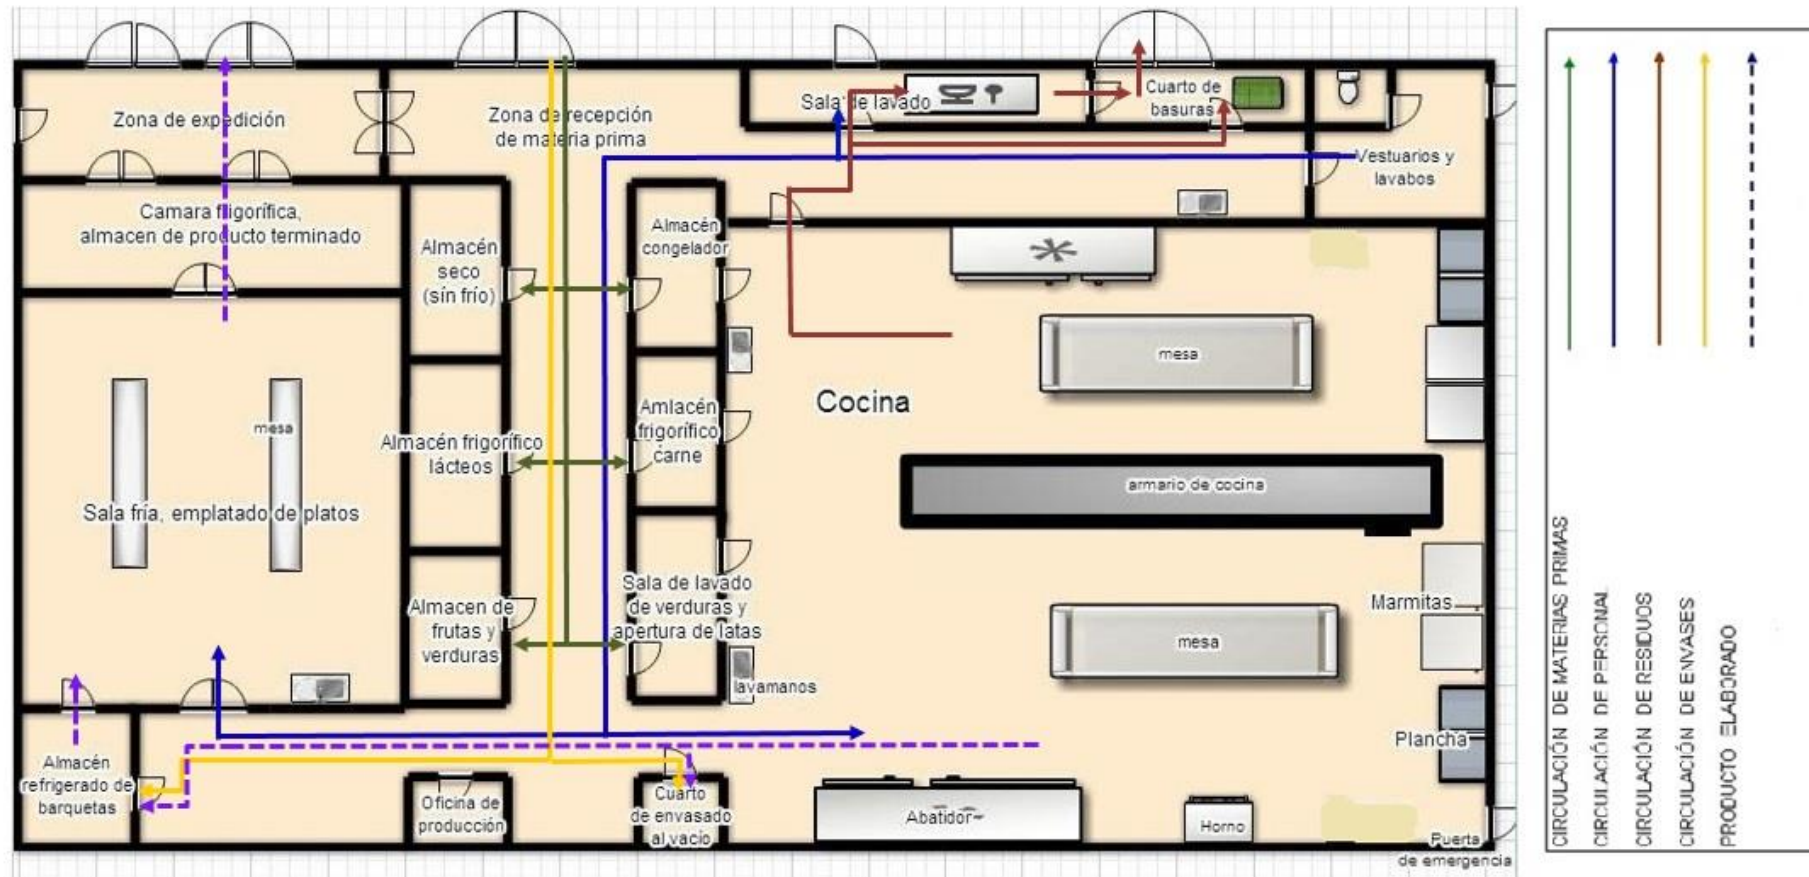 Zona de expedición
Zona de recepción
de materia prima
Sala de lavado
Cuarto de
basuras
Vestuarios y
lavabos
Camara frigorífica,
almacen de producto terminado
Almacén
seco
(sín frío)
Almacén
congelador
mesa
Cocina
mesa
Almacén frigorífico
lácteos
Amlacén
frigorífico
carne
armario de cocina
Sala fría, emplatado de platos
Almacen de
frutas y
verduras
Sala de lavado
de verduras y
apertura de latas
lavamanos
Marmitas
mesa
Plancha
Almacén
refrigerado de
barquetas
Oficina de
producción
Cuarto
de envasado
al vacío
Abatidor
Horno
Puerta
de emergencia
CIRCULACIÓN DE MATERIAS PRIMAS
CIRCULACIÓN DE PERSONAL
CIRCULACIÓN DE RESIDUOS
CIRCULACIÓN DE ENVASES
PRODUCTO ELABORADO